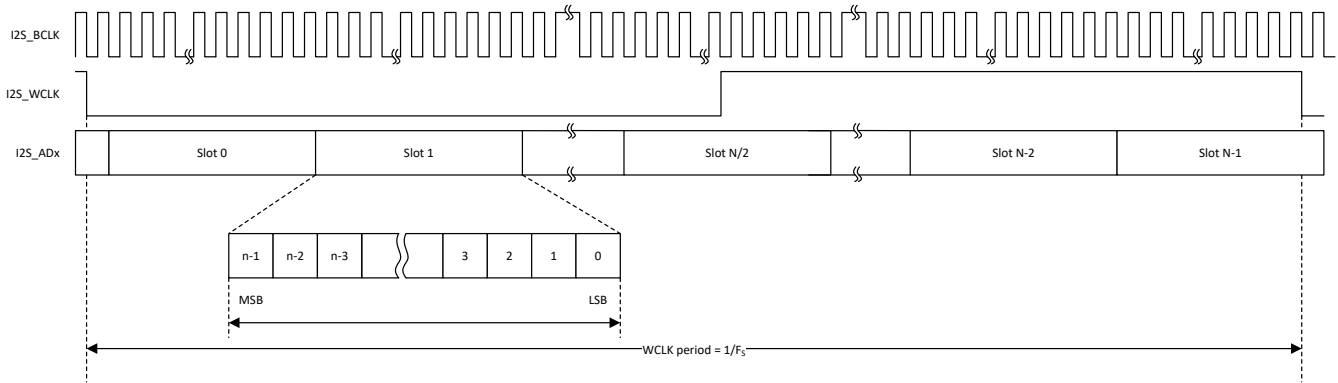 I2S_BCLK
I2S_WCLK
I2S_ADx
Slot 0
Slot 1
Slot N/2
Slot N-2
Slot N-1
n-1
n-2
n-3
3
2
1
0
MSB
LSB
WCLK period = 1/FS